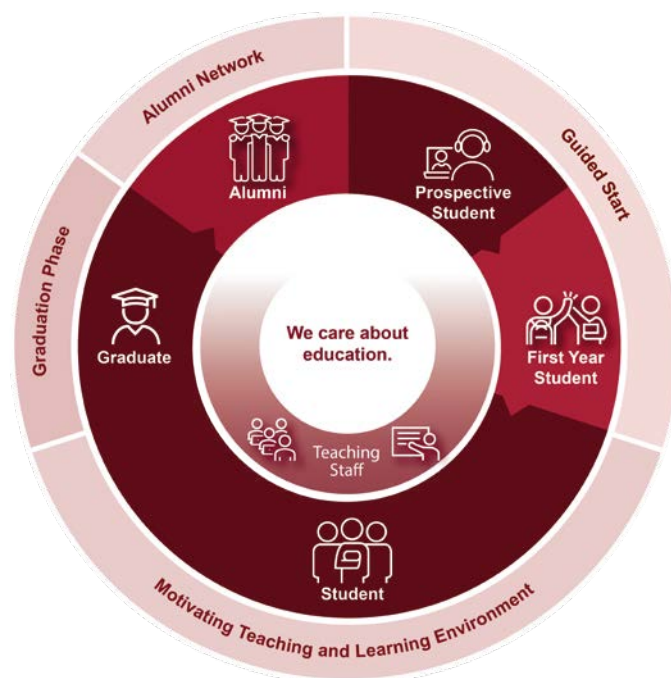 Alumni Network
Guided Start
Alumni
Prospective
Student
Graduation Phase
Graduate
We care about
education.
First Year
Student
Teaching
Staff
Student
Motivating Teaching and Learning Environment